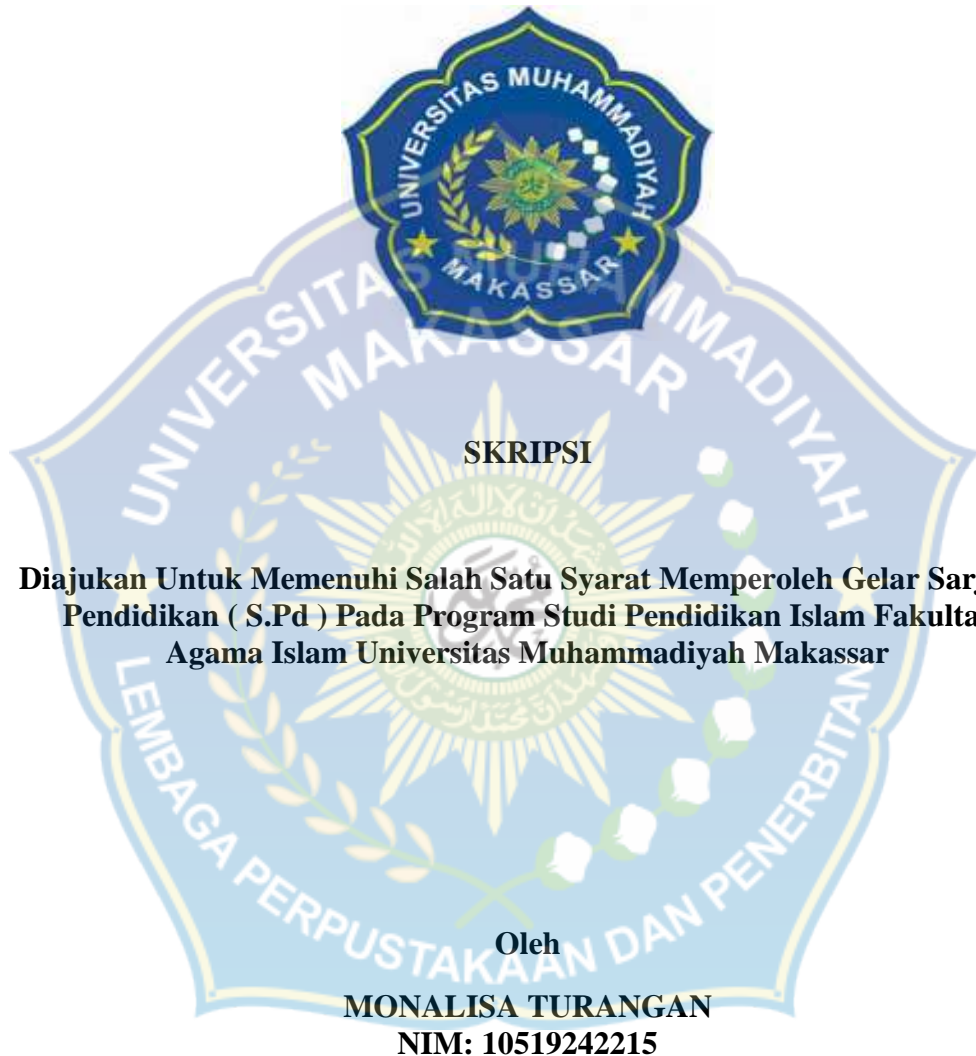 UNIVERSITAS MUHAMMADIYAH
MAKASSAR
UNIVERSITAS MUHAMMADIYAH
MAKASSAR
SKRIPSI
Diajukan Untuk Memenuhi Salah Satu Syarat Memperoleh Gelar Sar
Pendidikan ( S.Pd ) Pada Program Studi Pendidikan Islam Fakulta
Agama Islam Universitas Muhammadiyah Makassar
LEMBAGA PERPUSTAKAAN DAN PENERBITAN
Oleh
MONALISA TURANGAN
NIM: 10519242215